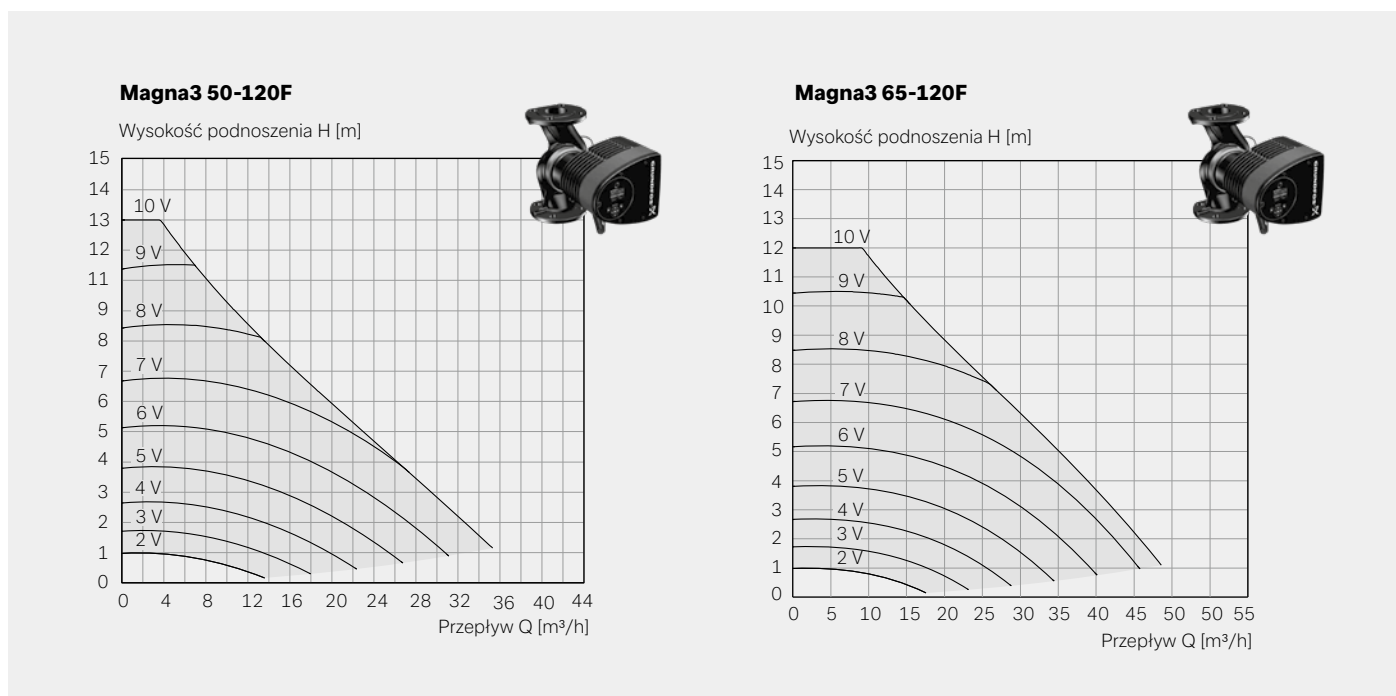 Magna3 50-120F
Wysokość podnoszenia H [m]
15
14
13
12
11
9
8
7
6
5
4
3
2
1
0
10 V
9 V
8 V
7 V
6 V
5 V
4 V
3 V
2 V
0 4 8 12 16 20 24 28 32 36 40 44
Przepływ Q [m³/h]
GRUNDFOS
Magna3 65-120F
Wysokość podnoszenia H [m]
15
14
13
12
11
10
9
8
7
6
5
4
3
2
1
0
10 V
9 V
8 V
7 V
6 V
5 V
4 V
3 V
2 V
0 5 10 15 20 25 30 35 40 45 50 50 55
Przepływ Q [m³/h]
GRUNDFOS